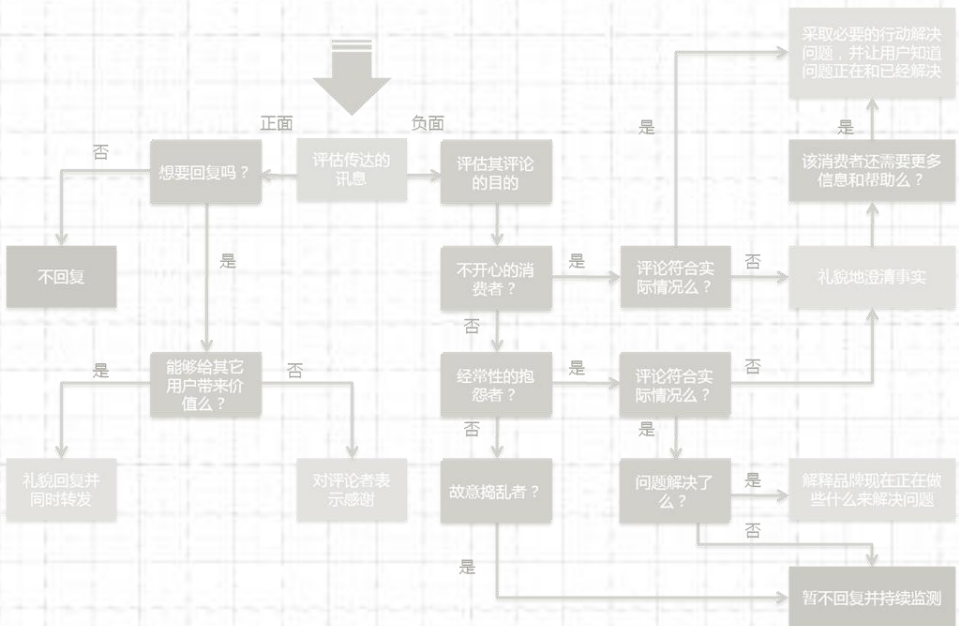 采取必要的行动解决
问题，并让用户知道
问题正在和已经解决
正面
负面
是
是
否
想要回复吗？
评估传达的
讯息
评估其评论
的目的
该消费者还需要更多
信息和帮助么？
是
不回复
不开心的消
费者？
是
评论符合实
际情况么？
否
礼貌地澄清事实
否
是
能够给其它
用户带来价
值么？
否
经常性的抱
怨者？
是
评论符合实
际情况么？
否
否
是
礼貌回复并
同时转发
对评论者表
示感谢
故意捣乱者？
问题解决了
么？
是
解释品牌现在正在做
些什么来解决问题
否
是
暂不回复并持续监测